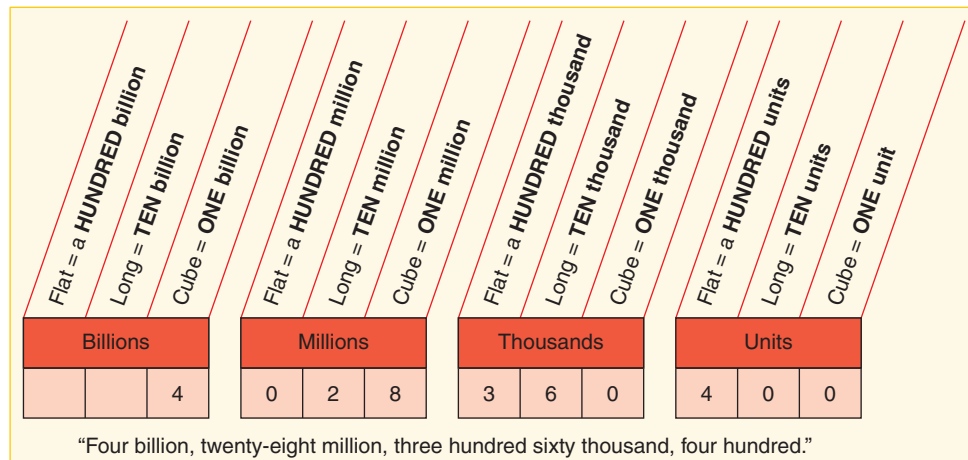 Flat = a HUNDRED billion
Long = TEN billion
Cube = ONE billion
Flat = a HUNDRED million
Long = TEN million
Cube = ONE million
Flat = a HUNDRED thousand
Long = TEN thousand
Cube = ONE thousand
Flat = a HUNDRED units
Long = TEN units
Cube = ONE unit
Billions Millions Thousands Units
4 0 2 8 3 6 0 4 0 0
“Four billion, twenty-eight million, three hundred sixty thousand, four hundred.”